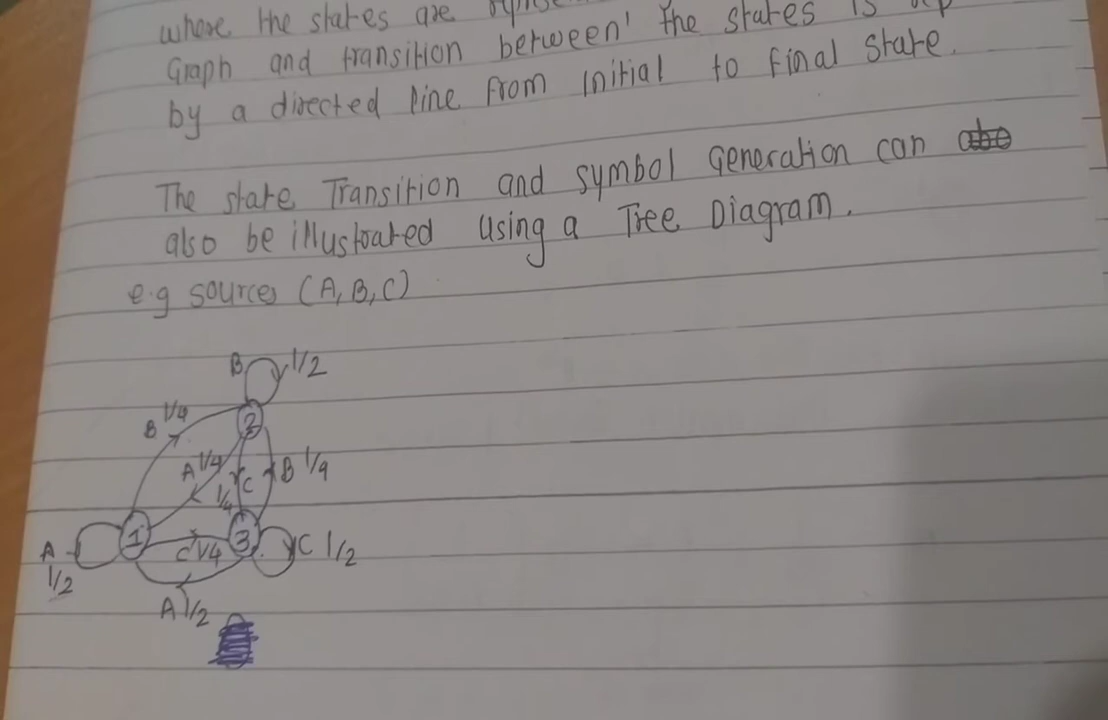 where the states are
Graph and transition between the states is
by a directed line from initial to final state.
The state Transition and symbol Generation can
also be illustrated using a Tree Diagram.
e.g sources (A, B, C)
B 1/2
B 1/4
2
A 1/4
C 1/4
B 1/4
1
3
A 1/2
C 1/4
C 1/2
A 1/2